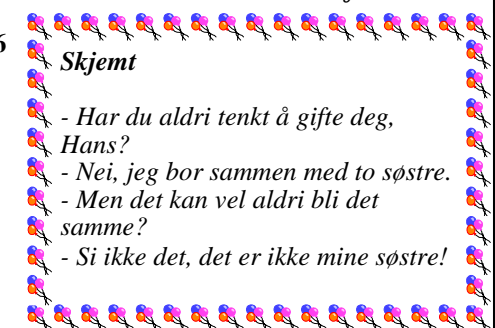 6
Skjemt
- Har du aldri tenkt å gifte deg,
Hans?
- Nei, jeg bor sammen med to søstre.
- Men det kan vel aldri bli det
samme?
- Si ikke det, det er ikke mine søstre!